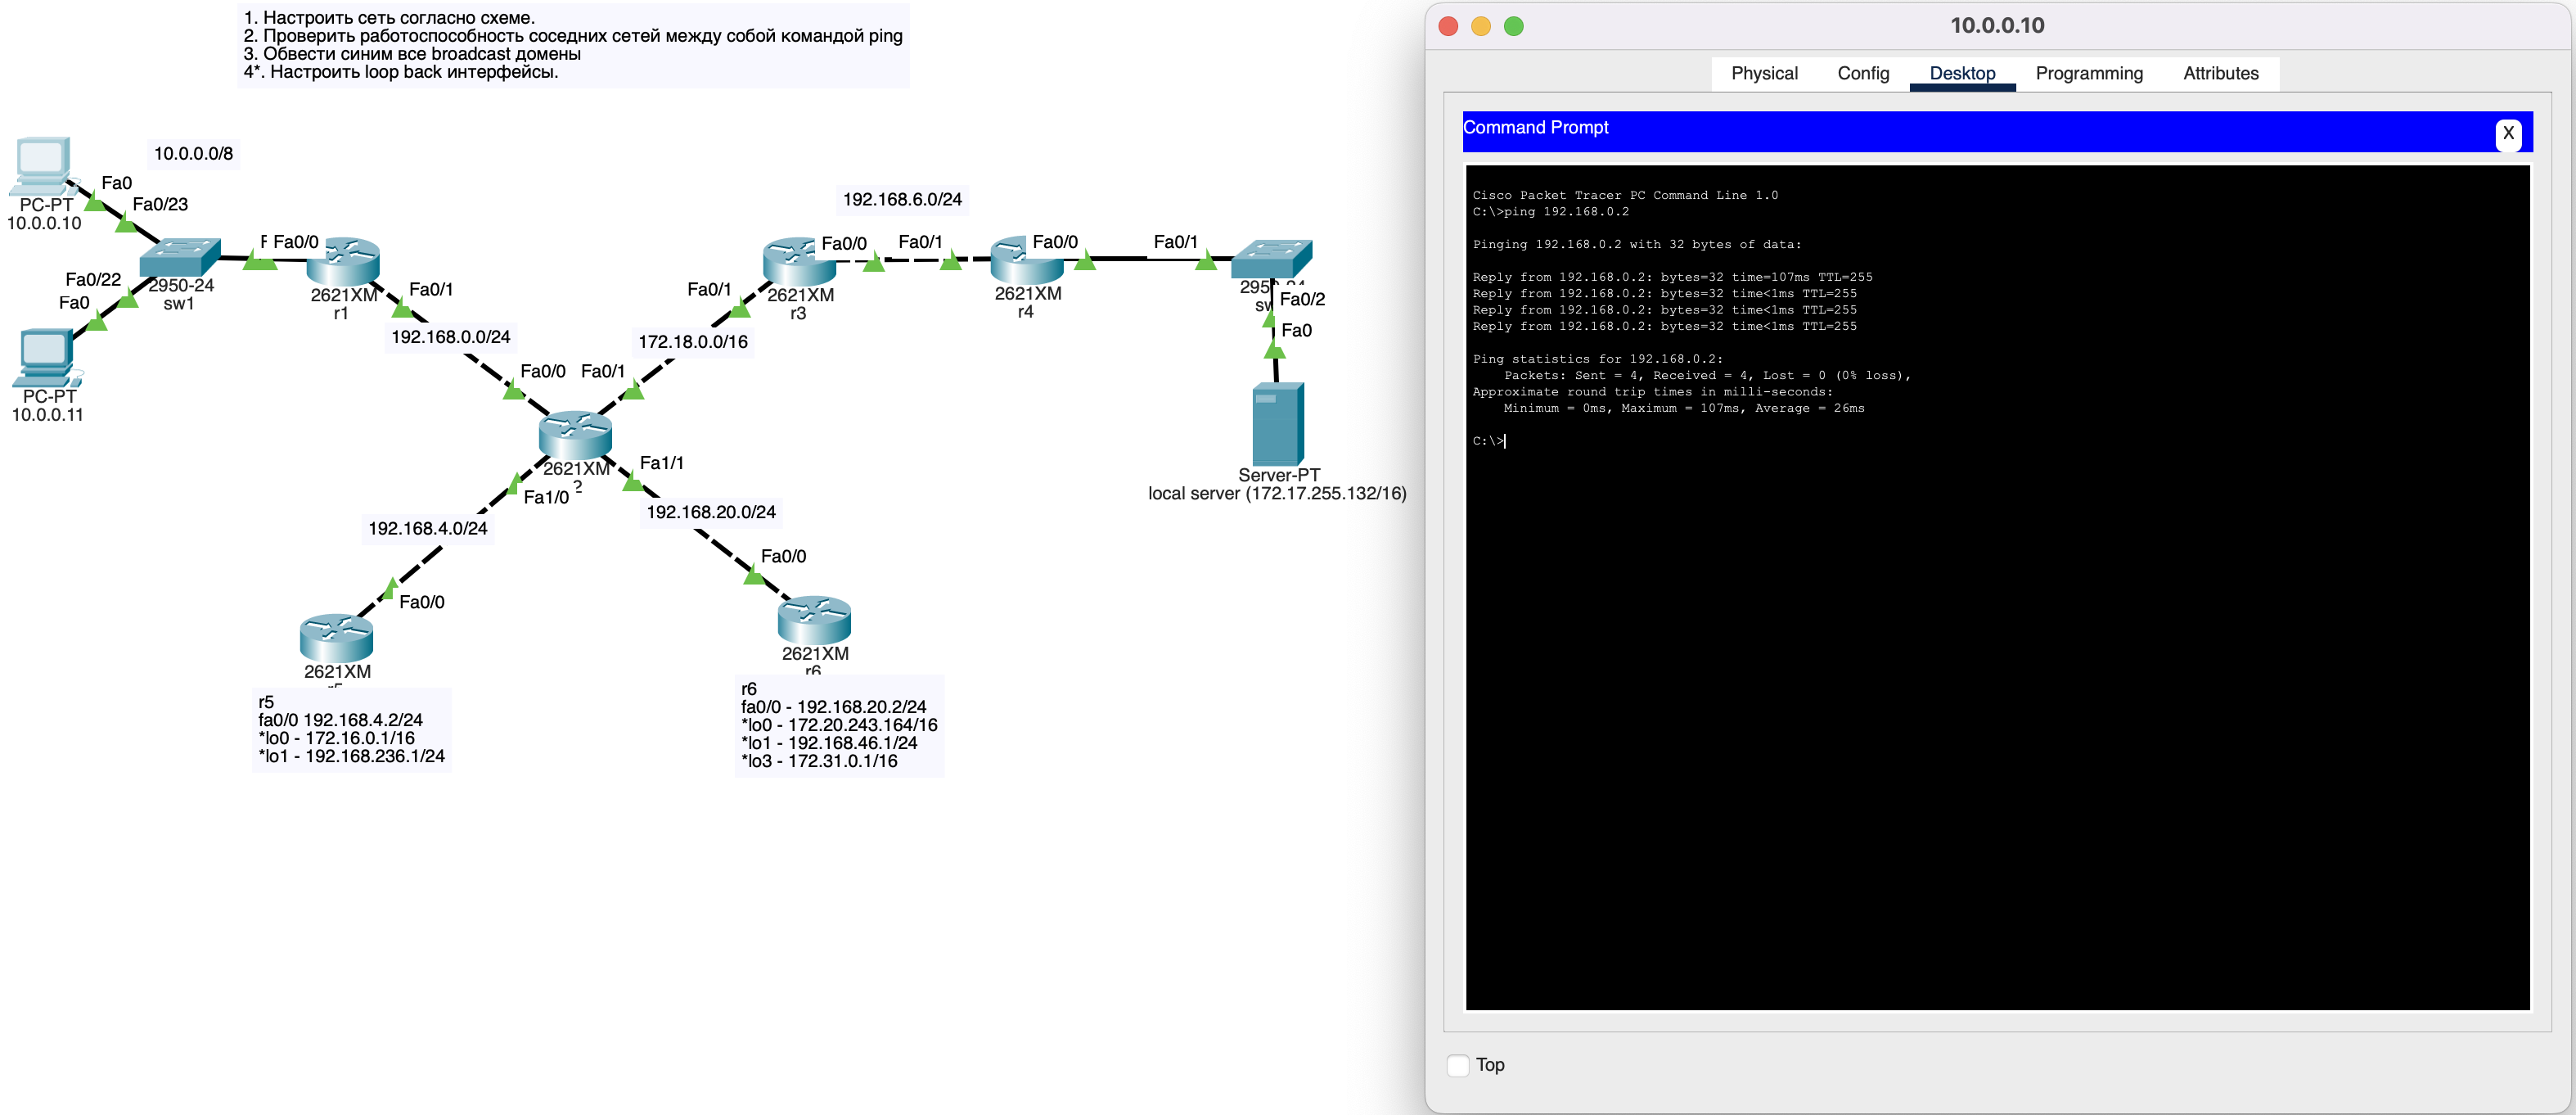 1. Настроить сеть согласно схеме.
2. Проверить работоспособность соседних сетей между собой командой ping
3. Обвести синим все broadcast домены
4*. Настроить loop back интерфейсы.
10.0.0.0/8
Fa0
PC-PT
10.0.0.10
Fa0/23
F Fa0/0
Fa0/22
2950-24
sw1
Fa0
PC-PT
10.0.0.11
2621XM
r1
Fa0/1
192.168.0.0/24
Fa0/0
Fa0/1
172.18.0.0/16
Fa0/1
2621XM
r3
Fa0/0
192.168.6.0/24
Fa0/1
Fa0/0
2621XM
r4
Fa0/1
Fa0/2
Fa0
Server-PT
local server (172.17.255.132/16)
2621XM
Fa1/1
Fa1/0
192.168.4.0/24
192.168.20.0/24
Fa0/0
Fa0/0
2621XM
r5
fa0/0 192.168.4.2/24
*lo0 - 172.16.0.1/16
*lo1 - 192.168.236.1/24
2621XM
r6
r6
fa0/0 - 192.168.20.2/24
*lo0 - 172.20.243.164/16
*lo1 - 192.168.46.1/24
*lo3 - 172.31.0.1/16
10.0.0.10
Physical Config Desktop Programming Attributes
Command Prompt
X
Cisco Packet Tracer PC Command Line 1.0
C:\>ping 192.168.0.2
Pinging 192.168.0.2 with 32 bytes of data:
Reply from 192.168.0.2: bytes=32 time=107ms TTL=255
Reply from 192.168.0.2: bytes=32 time<1ms TTL=255
Reply from 192.168.0.2: bytes=32 time<1ms TTL=255
Reply from 192.168.0.2: bytes=32 time<1ms TTL=255
Ping statistics for 192.168.0.2:
Packets: Sent = 4, Received = 4, Lost = 0 (0% loss),
Approximate round trip times in milli-seconds:
Minimum = 0ms, Maximum = 107ms, Average = 26ms
C:\>
Top